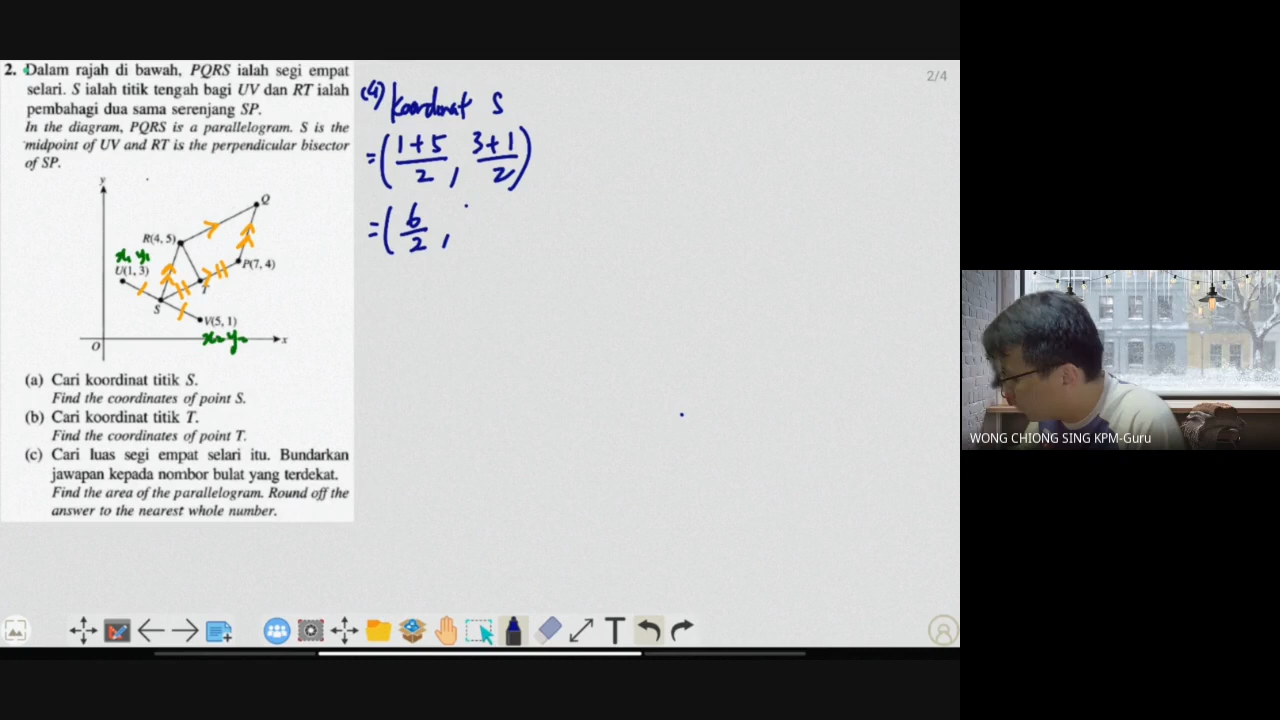 2. Dalam rajah di bawah, PQRS ialah segi empat
selari. S ialah titik tengah bagi UV dan RT ialah
pembahagi dua sama serenjang SP.
In the diagram, PQRS is a parallelogram. S is the
midpoint of UV and RT is the perpendicular bisector
of SP.
y
Q
R(4, 5)
x₁ y₁
U(1, 3)
P(7, 4)
T
S
V(5, 1)
x₂ y₂
O
x
(a) Cari koordinat titik S.
Find the coordinates of point S.
(b) Cari koordinat titik T.
Find the coordinates of point T.
(c) Cari luas segi empat selari itu. Bundarkan
jawapan kepada nombor bulat yang terdekat.
Find the area of the parallelogram. Round off the
answer to the nearest whole number.
(a) koordinat S
= (1+5/2, 3+1/2)
= (6/2,
2/4
T
WONG CHIONG SING KPM-Guru